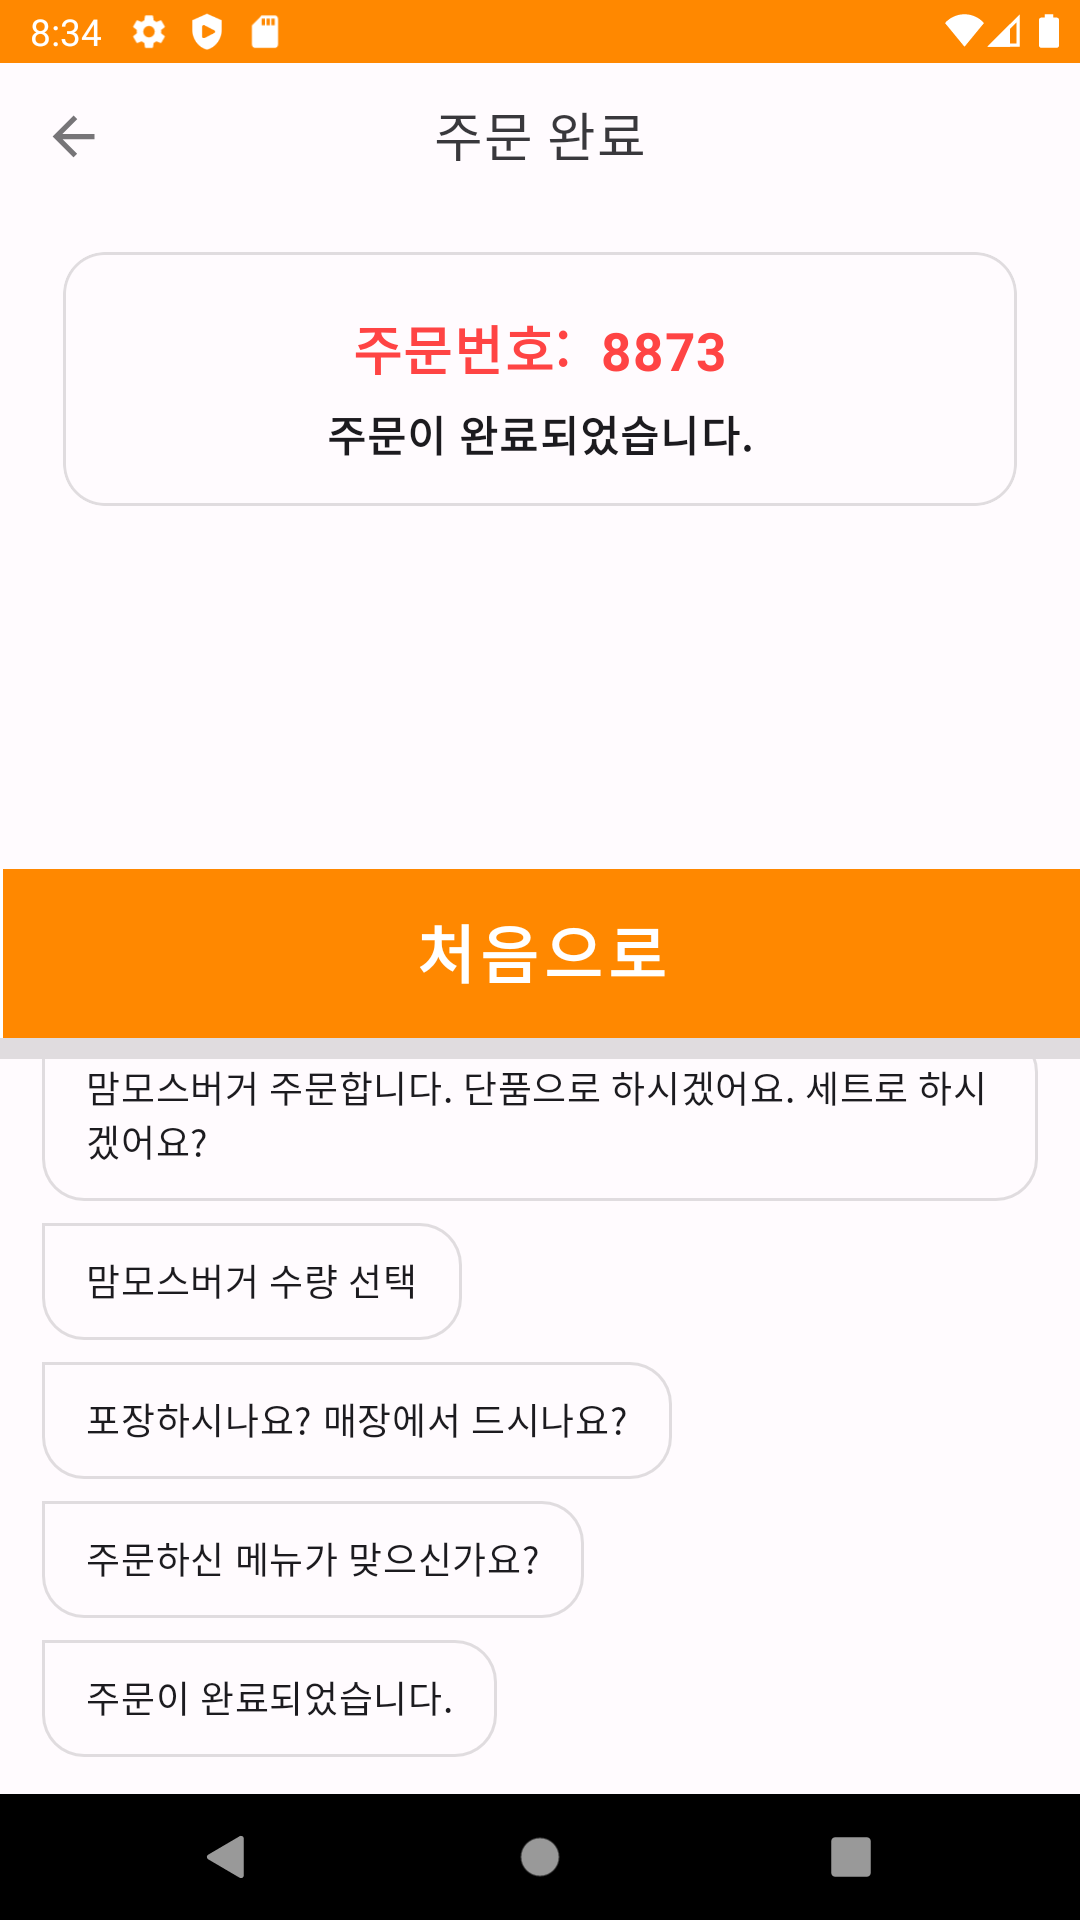 8:34
주문 완료
주문번호: 8873
주문이 완료되었습니다.
처음으로
맘모스버거 주문합니다. 단품으로 하시겠어요. 세트로 하시
겠어요?
맘모스버거 수량 선택
포장하시나요? 매장에서 드시나요?
주문하신 메뉴가 맞으신가요?
주문이 완료되었습니다.